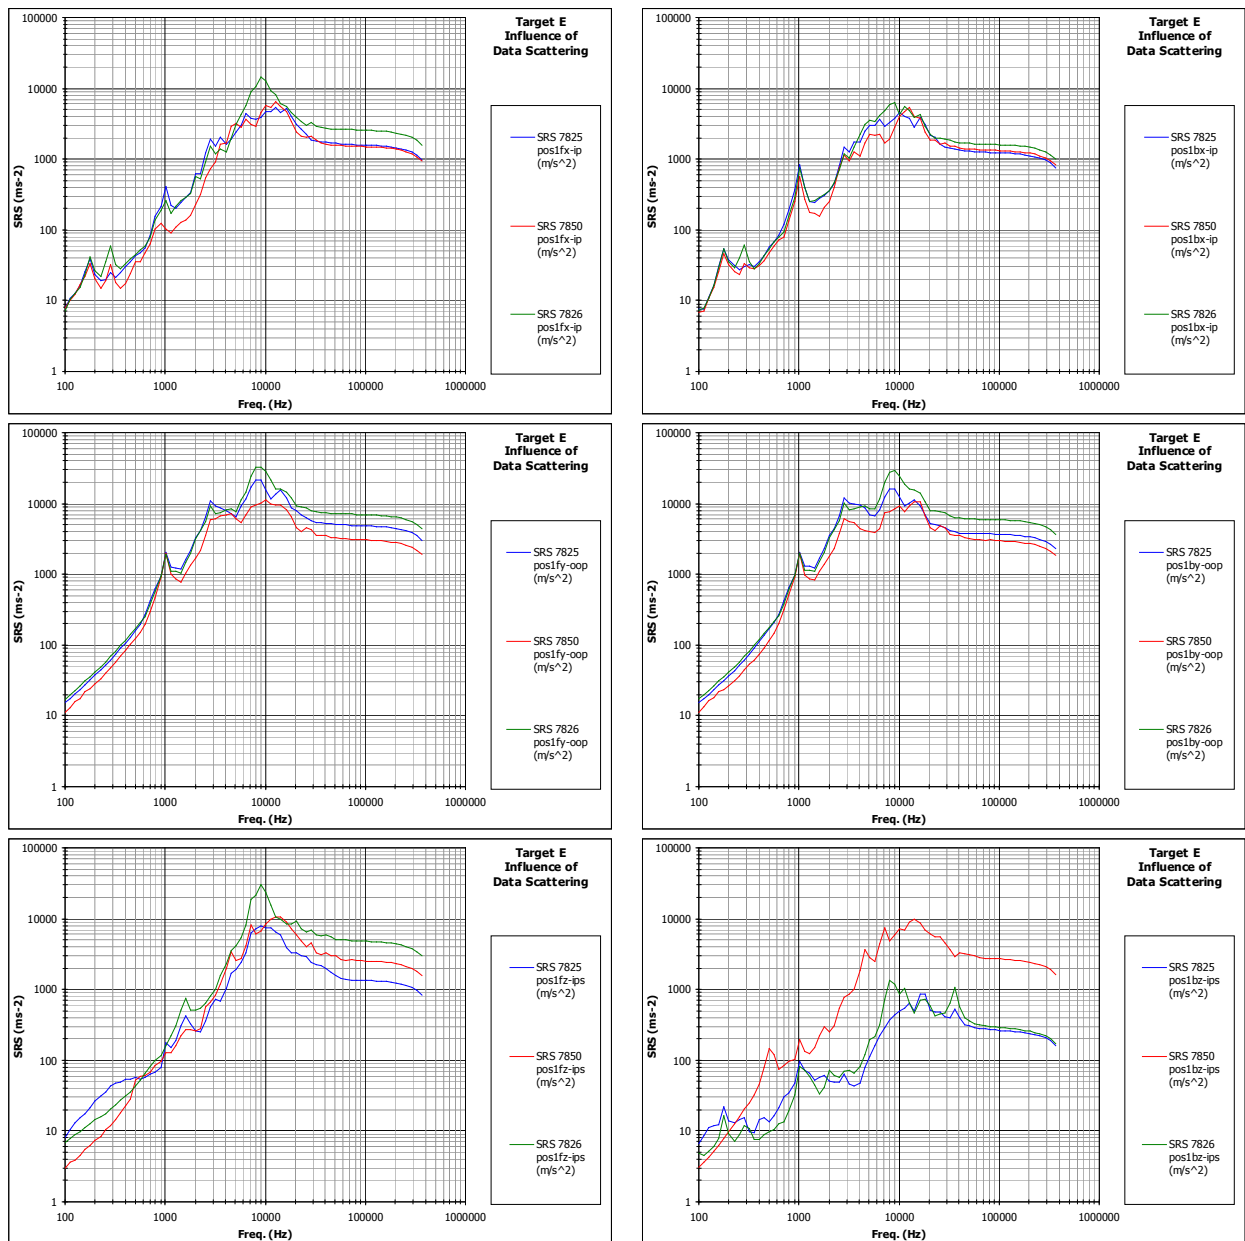 Target E
Influence of
Data Scattering
100000
10000
1000
100
10
1
SRS (ms-2)
100 1000 10000 100000 1000000
Freq. (Hz)
SRS 7825
pos1fx-ip
(m/s^2)
SRS 7850
pos1fx-ip
(m/s^2)
SRS 7826
pos1fx-ip
(m/s^2)
Target E
Influence of
Data Scattering
100000
10000
1000
100
10
1
SRS (ms-2)
100 1000 10000 100000 1000000
Freq. (Hz)
SRS 7825
pos1bx-ip
(m/s^2)
SRS 7850
pos1bx-ip
(m/s^2)
SRS 7826
pos1bx-ip
(m/s^2)
Target E
Influence of
Data Scattering
100000
10000
1000
100
10
1
SRS (ms-2)
100 1000 10000 100000 1000000
Freq. (Hz)
SRS 7825
pos1fy-oop
(m/s^2)
SRS 7850
pos1fy-oop
(m/s^2)
SRS 7826
pos1fy-oop
(m/s^2)
Target E
Influence of
Data Scattering
100000
10000
1000
100
10
1
SRS (ms-2)
100 1000 10000 100000 1000000
Freq. (Hz)
SRS 7825
pos1by-oop
(m/s^2)
SRS 7850
pos1by-oop
(m/s^2)
SRS 7826
pos1by-oop
(m/s^2)
Target E
Influence of
Data Scattering
100000
10000
1000
100
10
1
SRS (ms-2)
100 1000 10000 100000 1000000
Freq. (Hz)
SRS 7825
pos1fz-ips
(m/s^2)
SRS 7850
pos1fz-ips
(m/s^2)
SRS 7826
pos1fz-ips
(m/s^2)
Target E
Influence of
Data Scattering
100000
10000
1000
100
10
1
SRS (ms-2)
100 1000 10000 100000 1000000
Freq. (Hz)
SRS 7825
pos1bz-ips
(m/s^2)
SRS 7850
pos1bz-ips
(m/s^2)
SRS 7826
pos1bz-ips
(m/s^2)